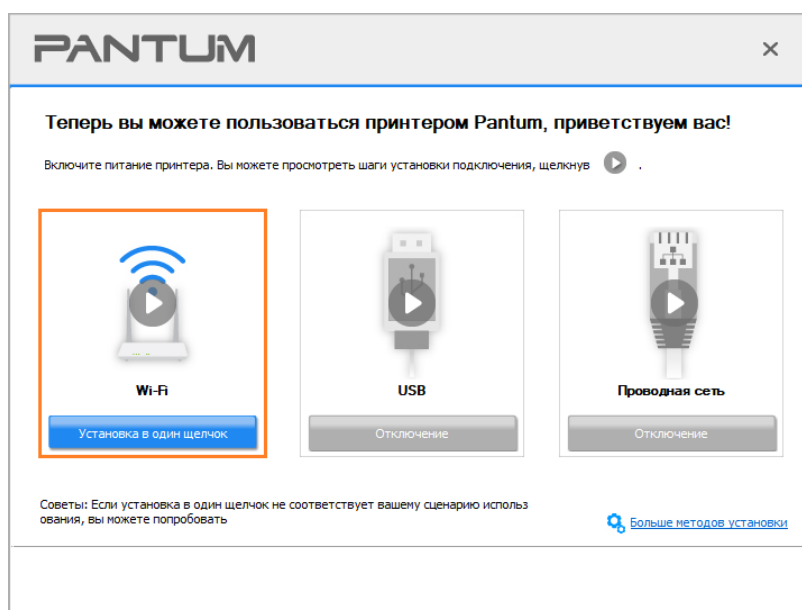 PANTUM
Теперь вы можете пользоваться принтером Pantum, приветствуем вас!
Включите питание принтера. Вы можете просмотреть шаги установки подключения, щелкнув .
Wi-Fi
USB
Проводная сеть
Установка в один щелчок
Отключение
Отключение
Советы: Если установка в один щелчок не соответствует вашему сценарию использ
ования, вы можете попробовать
Больше методов установки